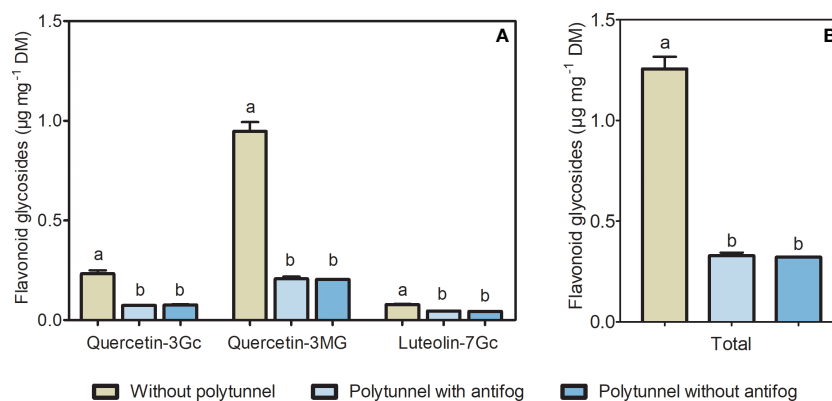 A
Flavonoid glycosides (µg mg⁻¹ DM)
1.5
1.0
0.5
0.0
a
b
b
a
b
b
a
b
b
Quercetin-3Gc
Quercetin-3MG
Luteolin-7Gc
B
Flavonoid glycosides (µg mg⁻¹ DM)
1.5
1.0
0.5
0.0
a
b
b
Total
Without polytunnel
Polytunnel with antifog
Polytunnel without antifog